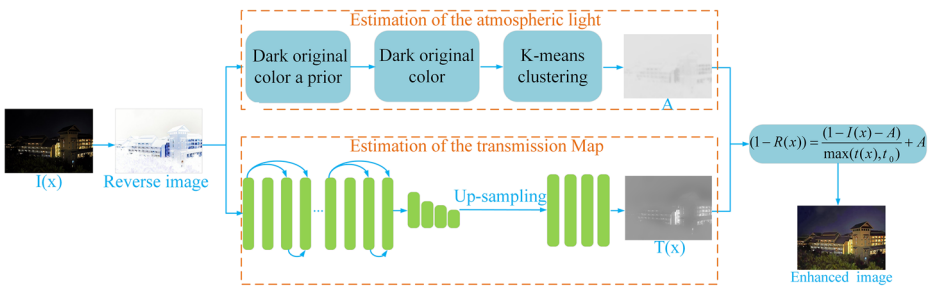 Estimation of the atmospheric light
Dark original
color a prior
Dark original
color
K-means
clustering
A
I(x)
Reverse image
(1−R(x))=(1−I(x)−A)/max(t(x),t₀)+A
Estimation of the transmission Map
...
Up-sampling
T(x)
Enhanced image